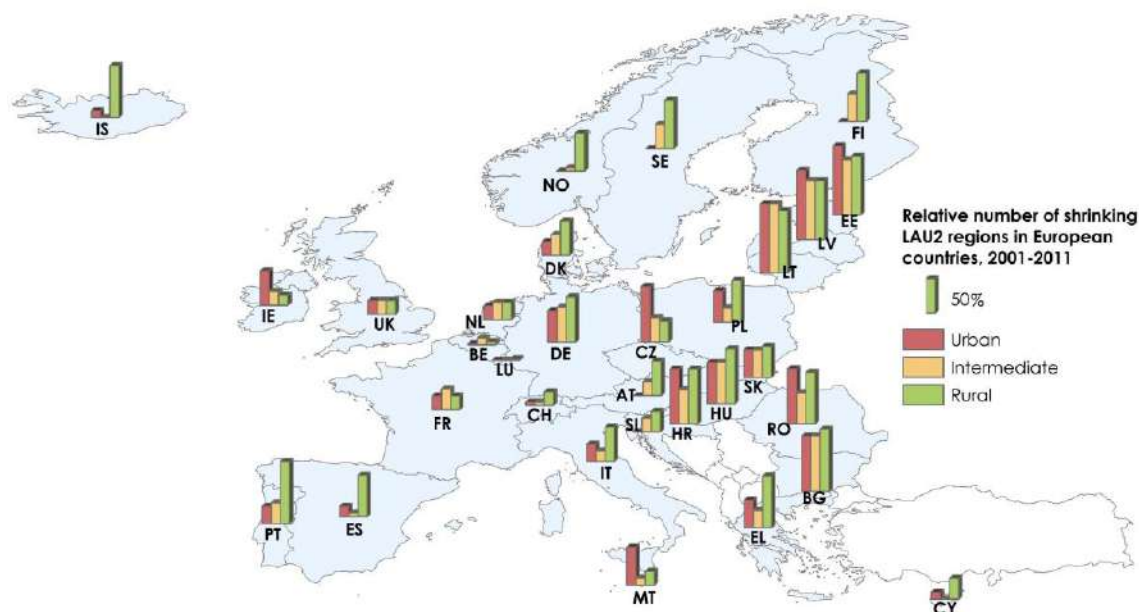 IS
FI
SE
NO
EE
LV
DK
LT
Relative number of shrinking
LAU2 regions in European
countries, 2001-2011
50%
Urban
Intermediate
Rural
IE
UK
NL
BE
LU
DE
CZ
PL
FR
CH
AT
SK
SL
HR
HU
RO
IT
BG
PT
ES
EL
MT
CY